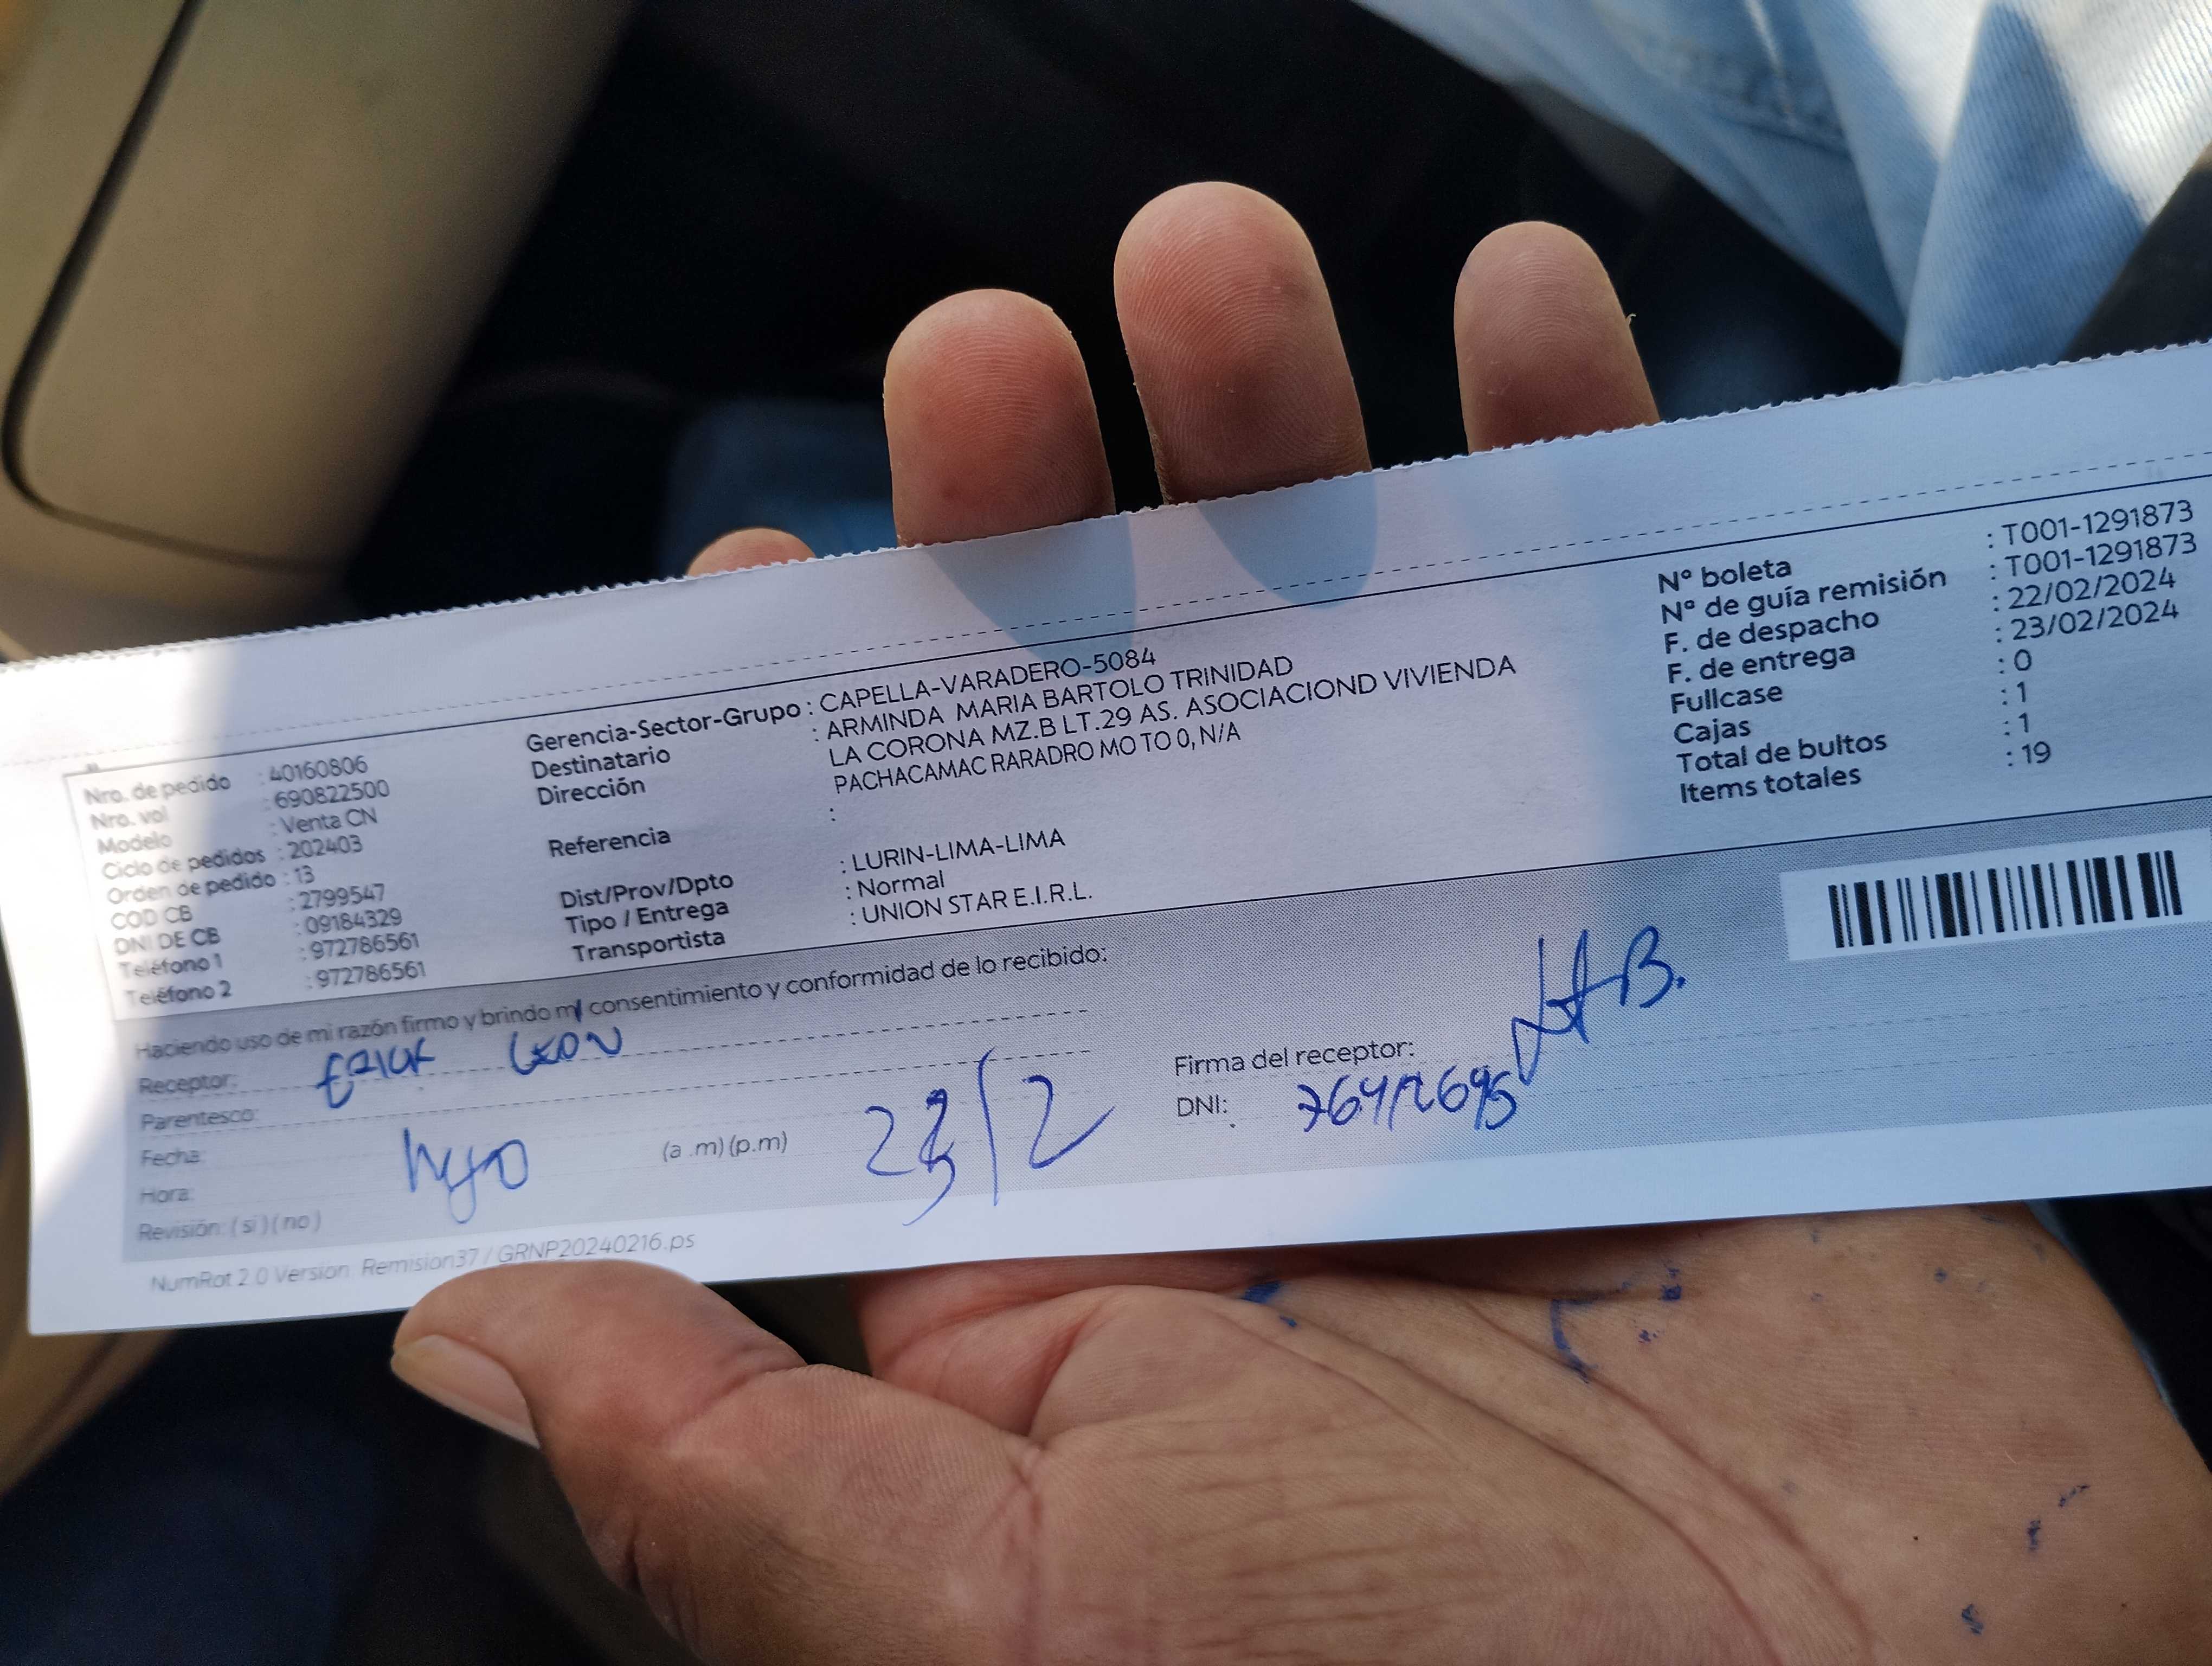 Nro. de pedido : 40160806
Nro. vol : 690822500
Modelo : Venta CN
Ciclo de pedidos : 202403
Orden de pedido : 13
COD CB : 2799547
DNI DE CB : 09184329
Teléfono 1 : 972786561
Teléfono 2 : 972786561
Gerencia-Sector-Grupo : CAPELLA-VARADERO-5084
Destinatario : ARMINDA MARIA BARTOLO TRINIDAD
Dirección : LA CORONA MZ.B LT.29 AS. ASOCIACIOND VIVIENDA
PACHACAMAC RARADRO MO TO 0, N/A
Referencia :
Dist/Prov/Dpto : LURIN-LIMA-LIMA
Tipo / Entrega : Normal
Transportista : UNION STAR E.I.R.L.
N° boleta : T001-1291873
N° de guía remisión : T001-1291873
F. de despacho : 22/02/2024
F. de entrega : 23/02/2024
Fullcase : 0
Cajas : 1
Total de bultos : 1
Items totales : 19
Haciendo uso de mi razón firmo y brindo mi consentimiento y conformidad de lo recibido:
Receptor: ERICK LEON
Parentesco:
Fecha: 23/2
Hora: (a .m) (p.m)
Revisión: ( si ) ( no )
Firma del receptor:
DNI:
NumRot 2.0 Version Remision37 / GRNP20240216.ps